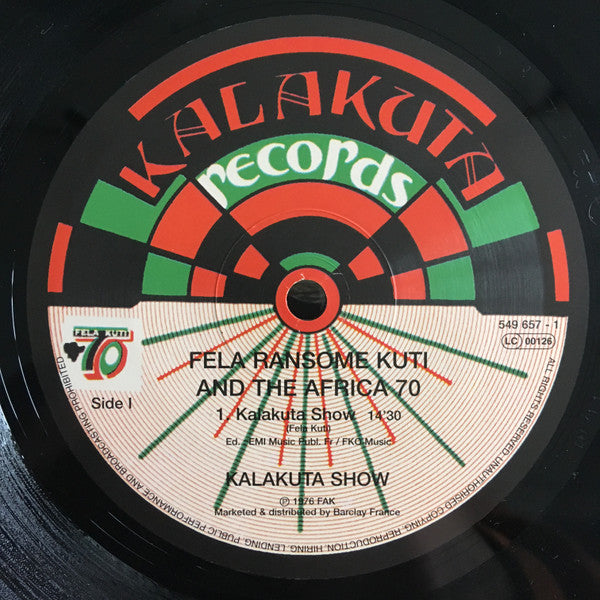 KALAKUTA
records
549 657 - 1
LC 00126
FELA KUTI
70
FELA RANSOME KUTI
AND THE AFRICA 70
Side I
1. Kalakuta Show 14'30
(Fela Kuti)
Ed. : EMI Music Publ. Fr / FKO-Music
KALAKUTA SHOW
℗ 1976 FAK
Marketed & distributed by Barclay France
ALL RIGHTS RESERVED. UNAUTHORISED COPYING, REPRODUCTION, HIRING, LENDING, PUBLIC PERFORMANCE AND BROADCASTING PROHIBITED